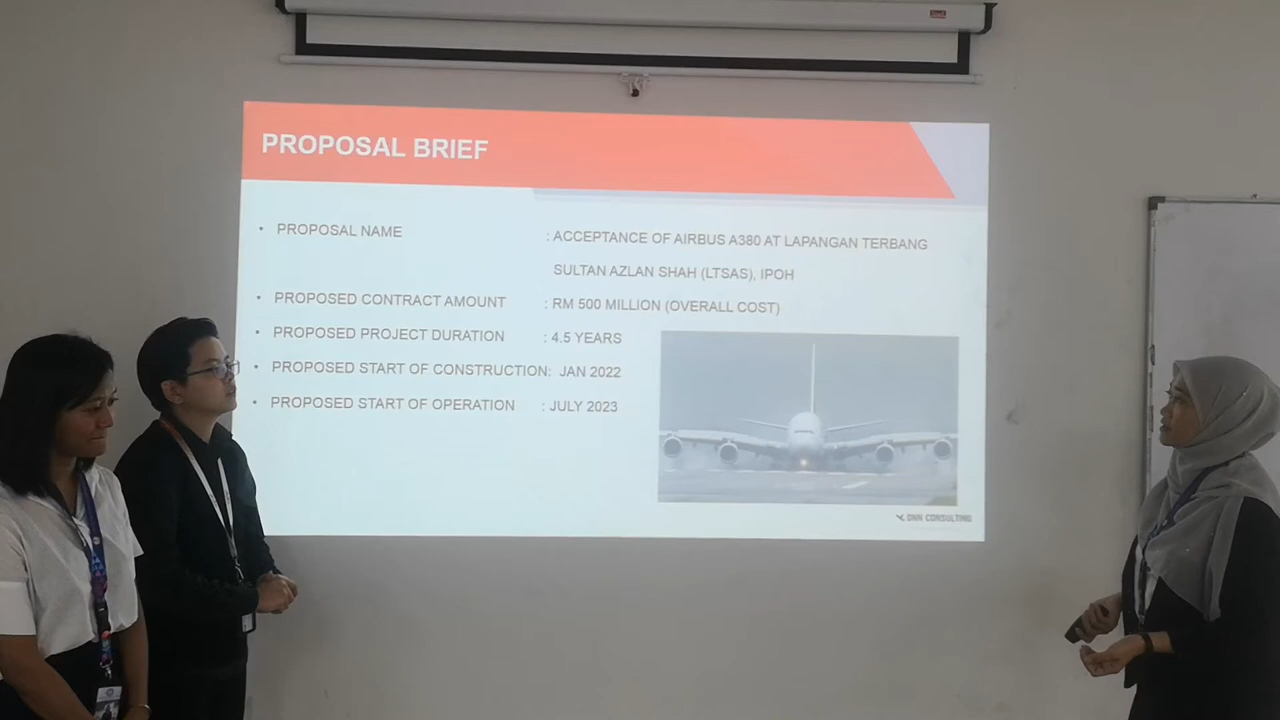 PROPOSAL BRIEF
• PROPOSAL NAME : ACCEPTANCE OF AIRBUS A380 AT LAPANGAN TERBANG
SULTAN AZLAN SHAH (LTSAS), IPOH
• PROPOSED CONTRACT AMOUNT : RM 500 MILLION (OVERALL COST)
• PROPOSED PROJECT DURATION : 4.5 YEARS
• PROPOSED START OF CONSTRUCTION: JAN 2022
• PROPOSED START OF OPERATION : JULY 2023
DNN CONSULTING